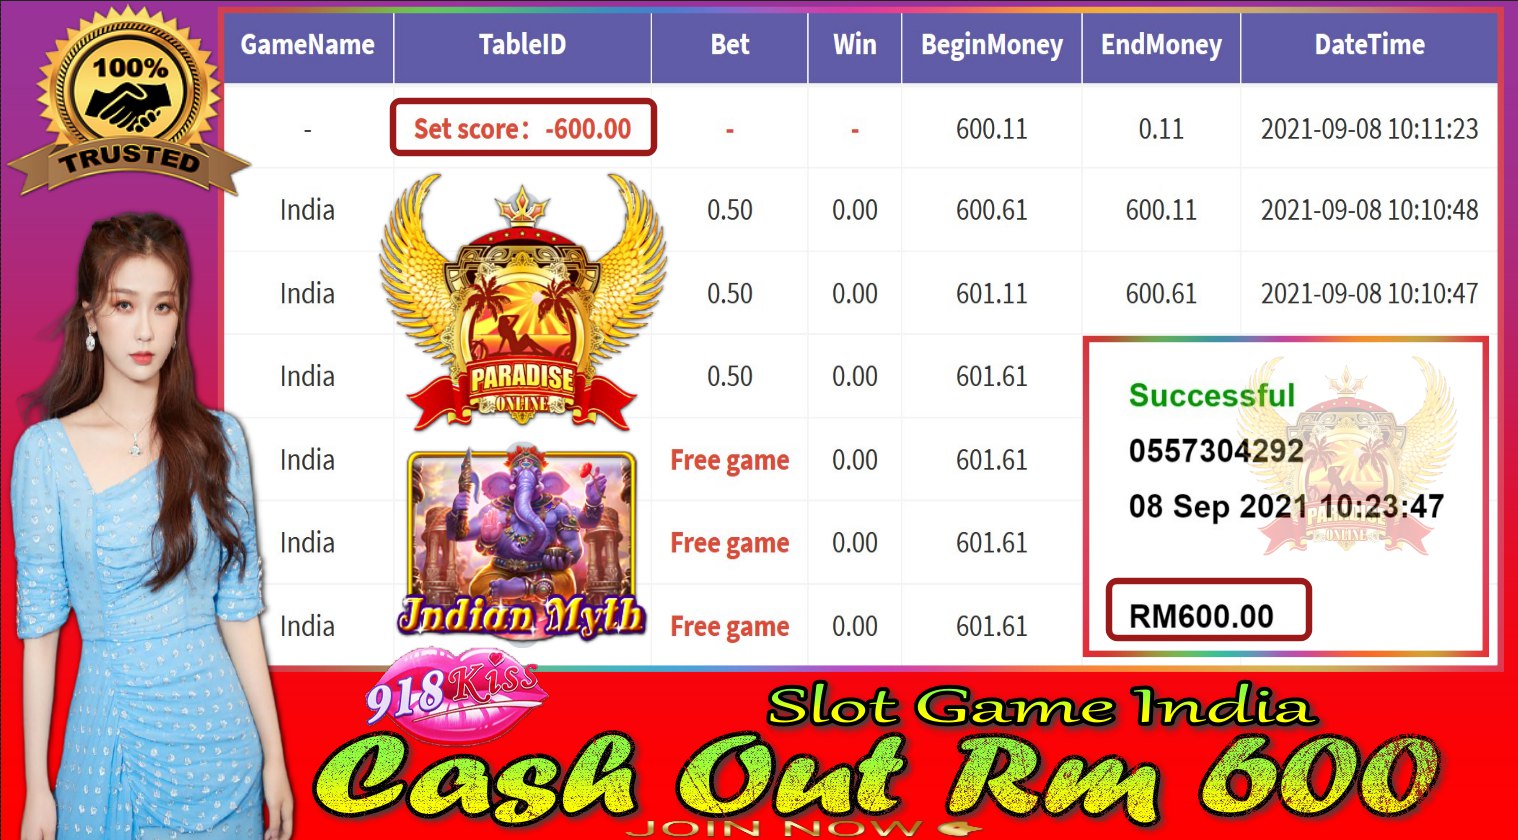 100%
TRUSTED
GameName TableID Bet Win BeginMoney EndMoney DateTime
- Set score: -600.00 - - 600.11 0.11 2021-09-08 10:11:23
India 0.50 0.00 600.61 600.11 2021-09-08 10:10:48
India 0.50 0.00 601.11 600.61 2021-09-08 10:10:47
India 0.50 0.00 601.61
India Free game 0.00 601.61
India Free game 0.00 601.61
India Free game 0.00 601.61
PARADISE
ONLINE
Indian Myth
Successful
0557304292
08 Sep 2021 10:23:47
RM600.00
PARADISE
ONLINE
918Kiss
Slot Game India
Cash Out Rm 600
JOIN NOW